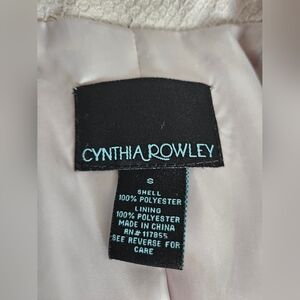 CYNTHIA ROWLEY
S
SHELL
100% POLYESTER
LINING
100% POLYESTER
MADE IN CHINA
RN# 117855
SEE REVERSE FOR
CARE